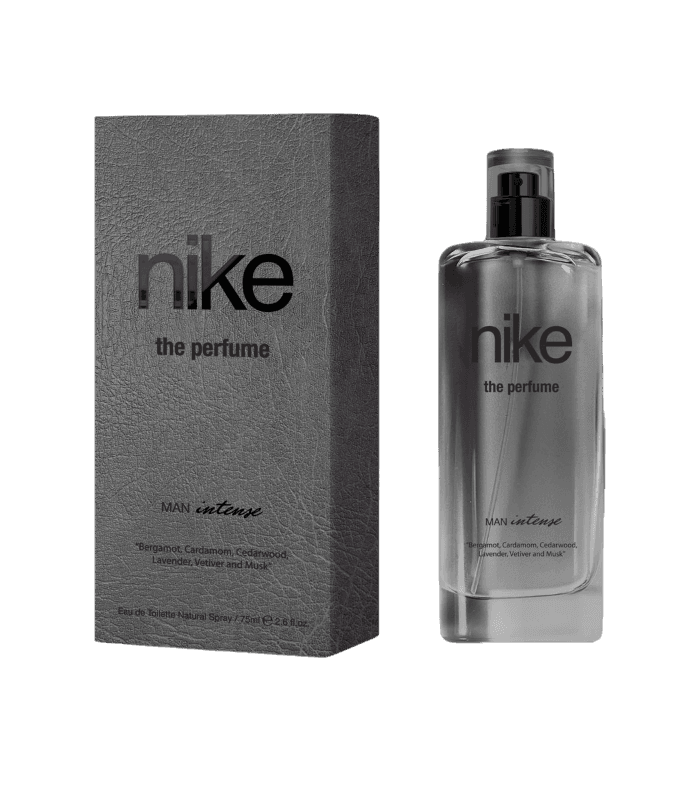 nike
the perfume
MAN intense
"Bergamot, Cardamom, Cedarwood,
Lavender, Vetiver and Musk"
Eau de Toilette Natural Spray / 75ml ℮ 2.6 fl.oz
nike
the perfume
MAN intense
"Bergamot, Cardamom, Cedarwood,
Lavender, Vetiver and Musk"